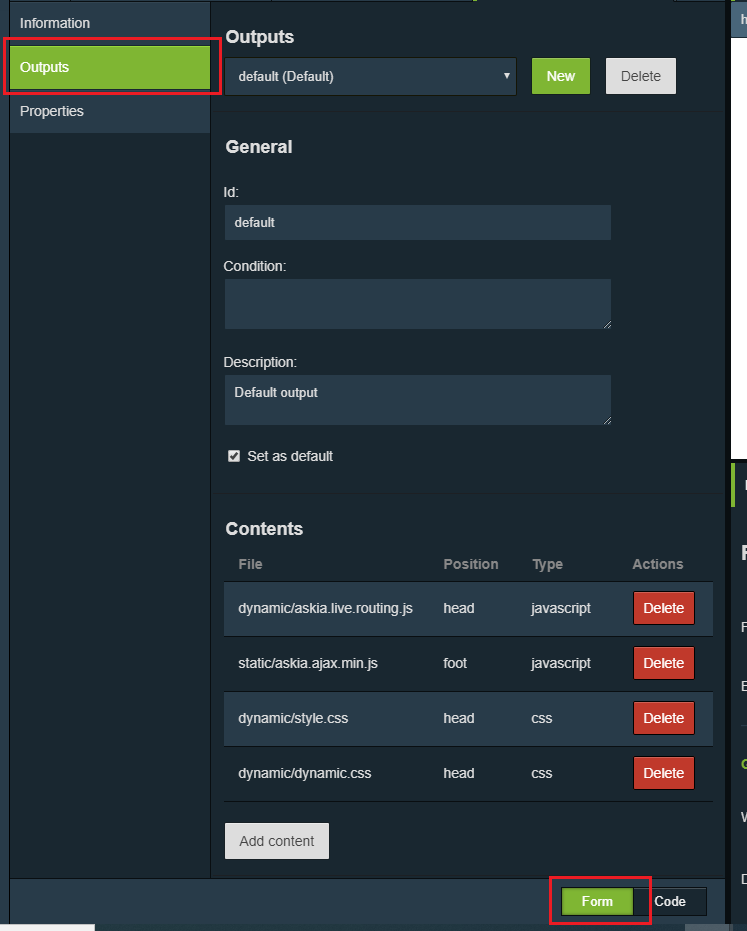 Information
Outputs
Properties
Outputs
default (Default)
New
Delete
General
Id:
default
Condition:
Description:
Default output
Set as default
Contents
File Position Type Actions
dynamic/askia.live.routing.js head javascript Delete
static/askia.ajax.min.js foot javascript Delete
dynamic/style.css head css Delete
dynamic/dynamic.css head css Delete
Add content
Form
Code